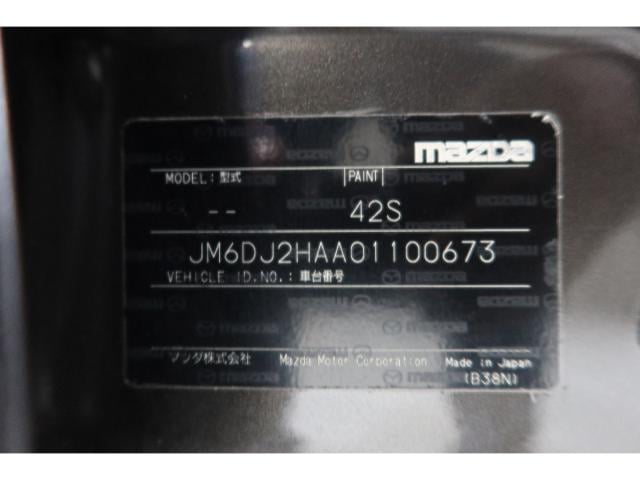 mazda
MODEL: 型式 PAINT
-- 42S
JM6DJ2HAA01100673
VEHICLE ID.NO.: 車台番号
マツダ株式会社 Mazda Motor Corporation Made in Japan
(B38N)